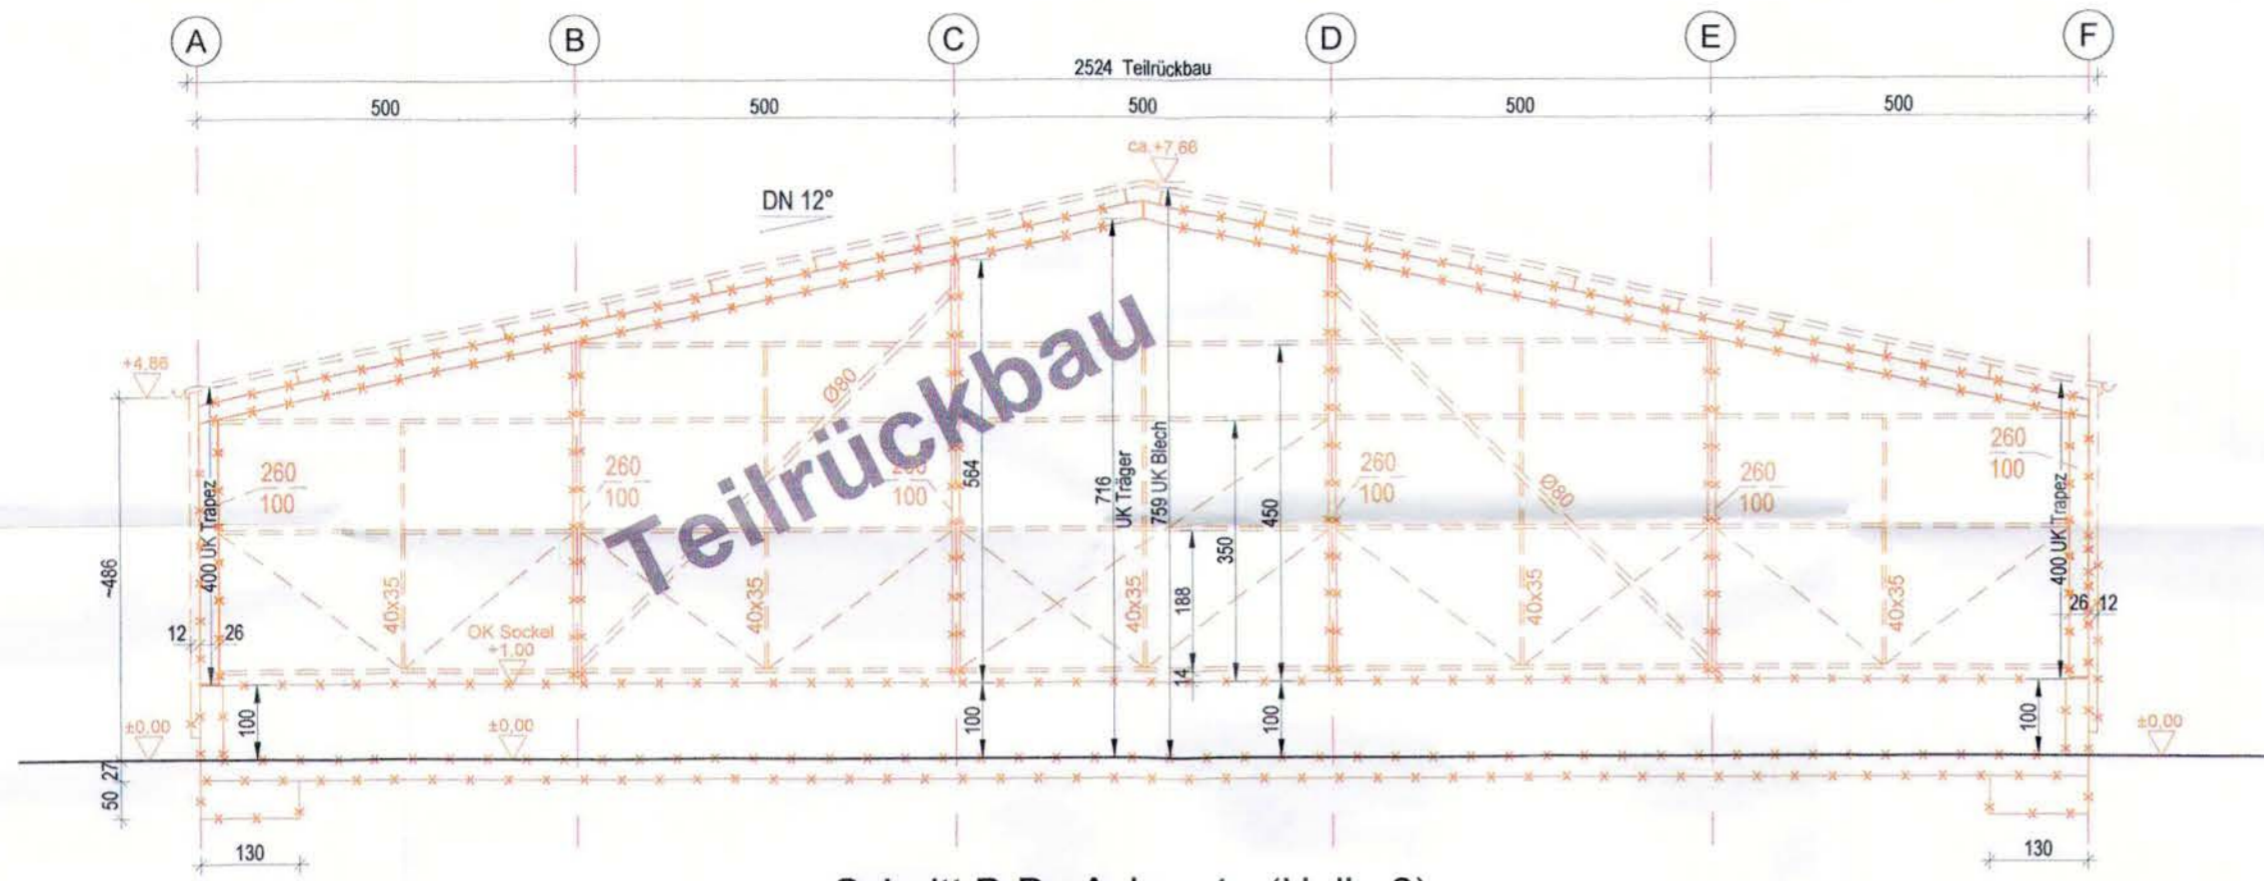 A B C D E F
2524 Teilrückbau
500 500 500 500 500
ca.+7,66
DN 12°
+4,86
Ø80
Ø80
Teilrückbau
260
100
260
100
260
100
260
100
260
100
260
100
400 UK Trapez
564
716
UK Träger
759 UK Blech
450
350
188
14
400 UK Trapez
~486
40x35
40x35
40x35
40x35
40x35
12 26
26 12
OK Sockel
+1.00
100
100
100
100
±0,00
±0,00
±0,00
27
50
130
130